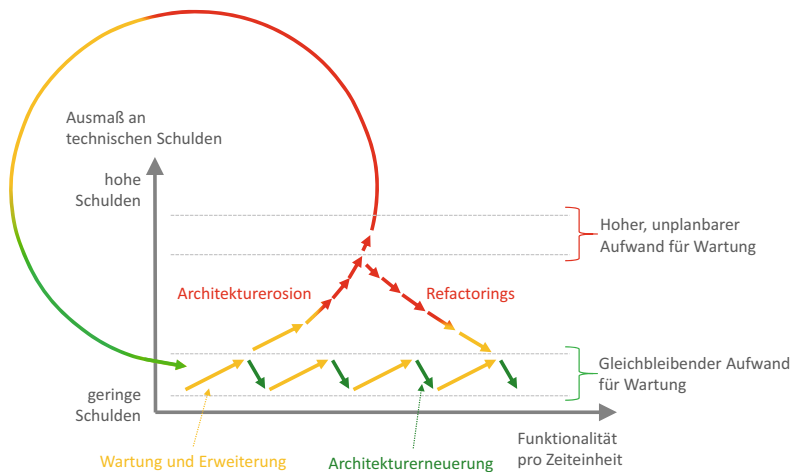 Ausmaß an
technischen Schulden
hohe
Schulden
Hoher, unplanbarer
Aufwand für Wartung
Architekturerosion
Refactorings
Gleichbleibender Aufwand
für Wartung
geringe
Schulden
Funktionalität
pro Zeiteinheit
Wartung und Erweiterung
Architekturerneuerung